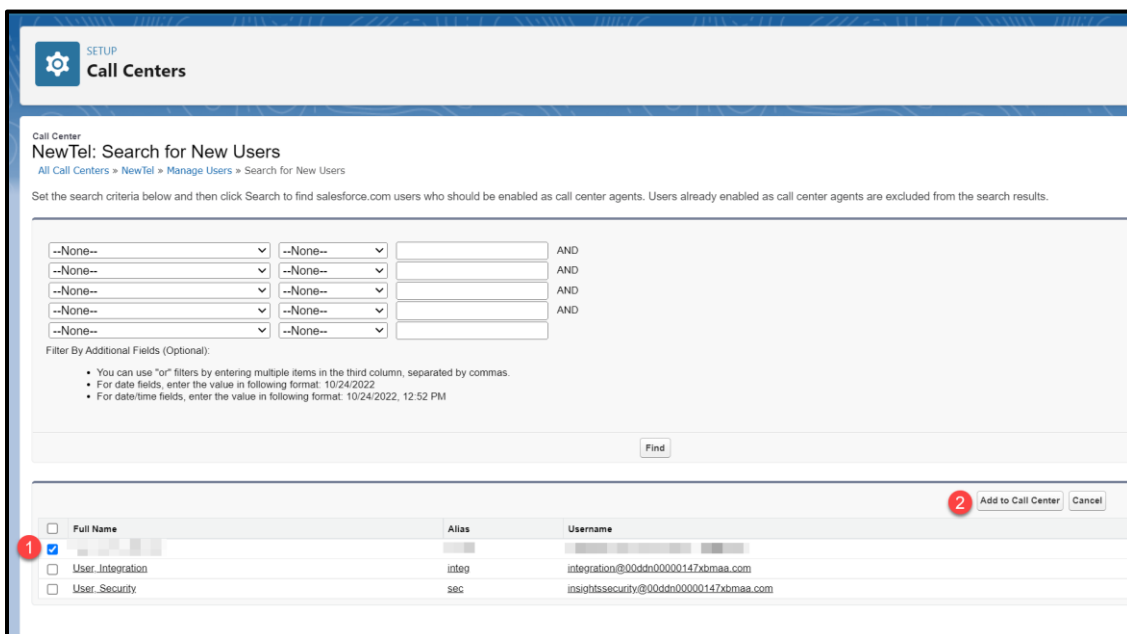 SETUP
Call Centers
Call Center
NewTel: Search for New Users
All Call Centers » NewTel » Manage Users » Search for New Users
Set the search criteria below and then click Search to find salesforce.com users who should be enabled as call center agents. Users already enabled as call center agents are excluded from the search results.
--None-- --None-- AND
--None-- --None-- AND
--None-- --None-- AND
--None-- --None-- AND
--None-- --None--
Filter By Additional Fields (Optional):
• You can use "or" filters by entering multiple items in the third column, separated by commas.
• For date fields, enter the value in following format: 10/24/2022
• For date/time fields, enter the value in following format: 10/24/2022, 12:52 PM
Find
2 Add to Call Center Cancel
Full Name Alias Username
1
User, Integration integ integration@00ddn00000147xbmaa.com
User, Security sec insightssecurity@00ddn00000147xbmaa.com